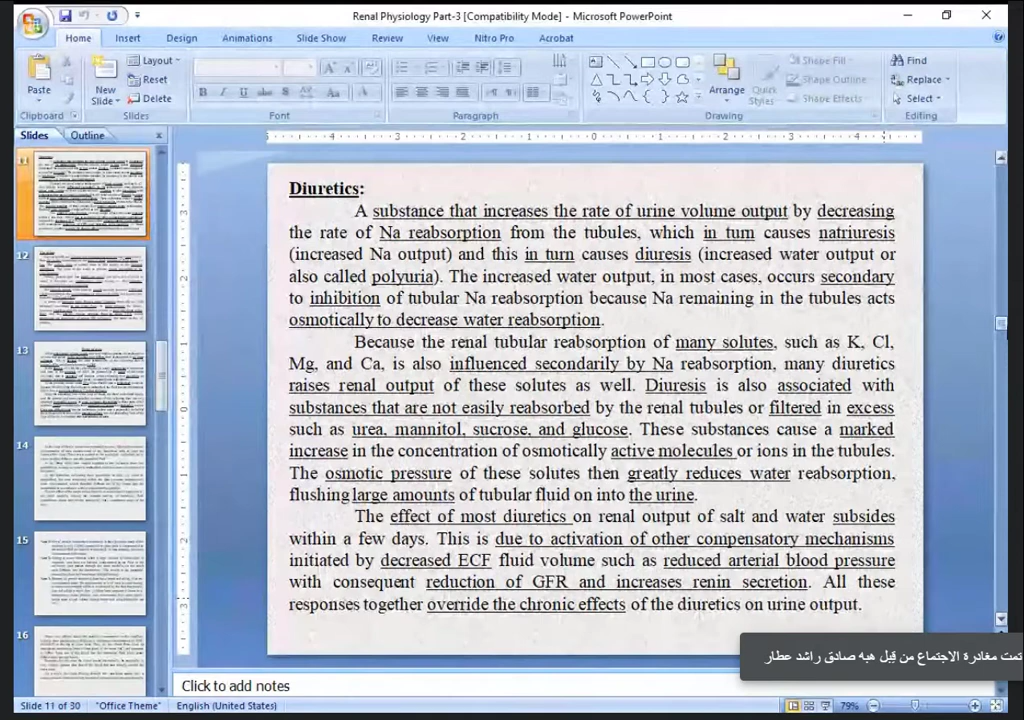 Renal Physiology Part-3 [Compatibility Mode] - Microsoft PowerPoint
Home Insert Design Animations Slide Show Review View Nitro Pro Acrobat
Paste
Clipboard
New Slide
Layout
Reset
Delete
Slides
Font
Paragraph
Arrange
Quick Styles
Shape Fill
Shape Outline
Shape Effects
Drawing
Find
Replace
Select
Editing
Slides Outline
12
13
14
15
16
Diuretics:
A substance that increases the rate of urine volume output by decreasing
the rate of Na reabsorption from the tubules, which in turn causes natriuresis
(increased Na output) and this in turn causes diuresis (increased water output or
also called polyuria). The increased water output, in most cases, occurs secondary
to inhibition of tubular Na reabsorption because Na remaining in the tubules acts
osmotically to decrease water reabsorption.
Because the renal tubular reabsorption of many solutes, such as K, Cl,
Mg, and Ca, is also influenced secondarily by Na reabsorption, many diuretics
raises renal output of these solutes as well. Diuresis is also associated with
substances that are not easily reabsorbed by the renal tubules or filtered in excess
such as urea, mannitol, sucrose, and glucose. These substances cause a marked
increase in the concentration of osmotically active molecules or ions in the tubules.
The osmotic pressure of these solutes then greatly reduces water reabsorption,
flushing large amounts of tubular fluid on into the urine.
The effect of most diuretics on renal output of salt and water subsides
within a few days. This is due to activation of other compensatory mechanisms
initiated by decreased ECF fluid volume such as reduced arterial blood pressure
with consequent reduction of GFR and increases renin secretion. All these
responses together override the chronic effects of the diuretics on urine output.
تمت مغادرة الاجتماع من قِبل هبه صادق راشد عطار
Click to add notes
Slide 11 of 30 "Office Theme" English (United States) 79%